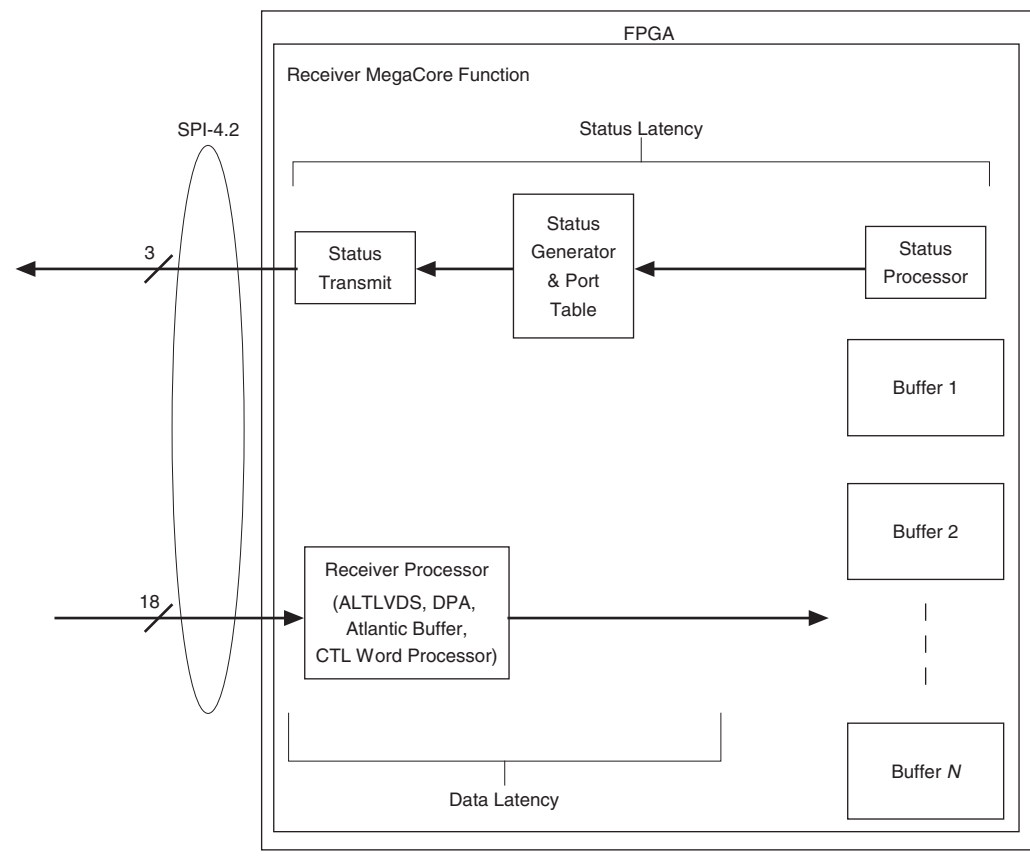 FPGA
Receiver MegaCore Function
SPI-4.2
Status Latency
3
Status
Transmit
Status
Generator
& Port
Table
Status
Processor
Buffer 1
Buffer 2
18
Receiver Processor
(ALTLVDS, DPA,
Atlantic Buffer,
CTL Word Processor)
Buffer N
Data Latency